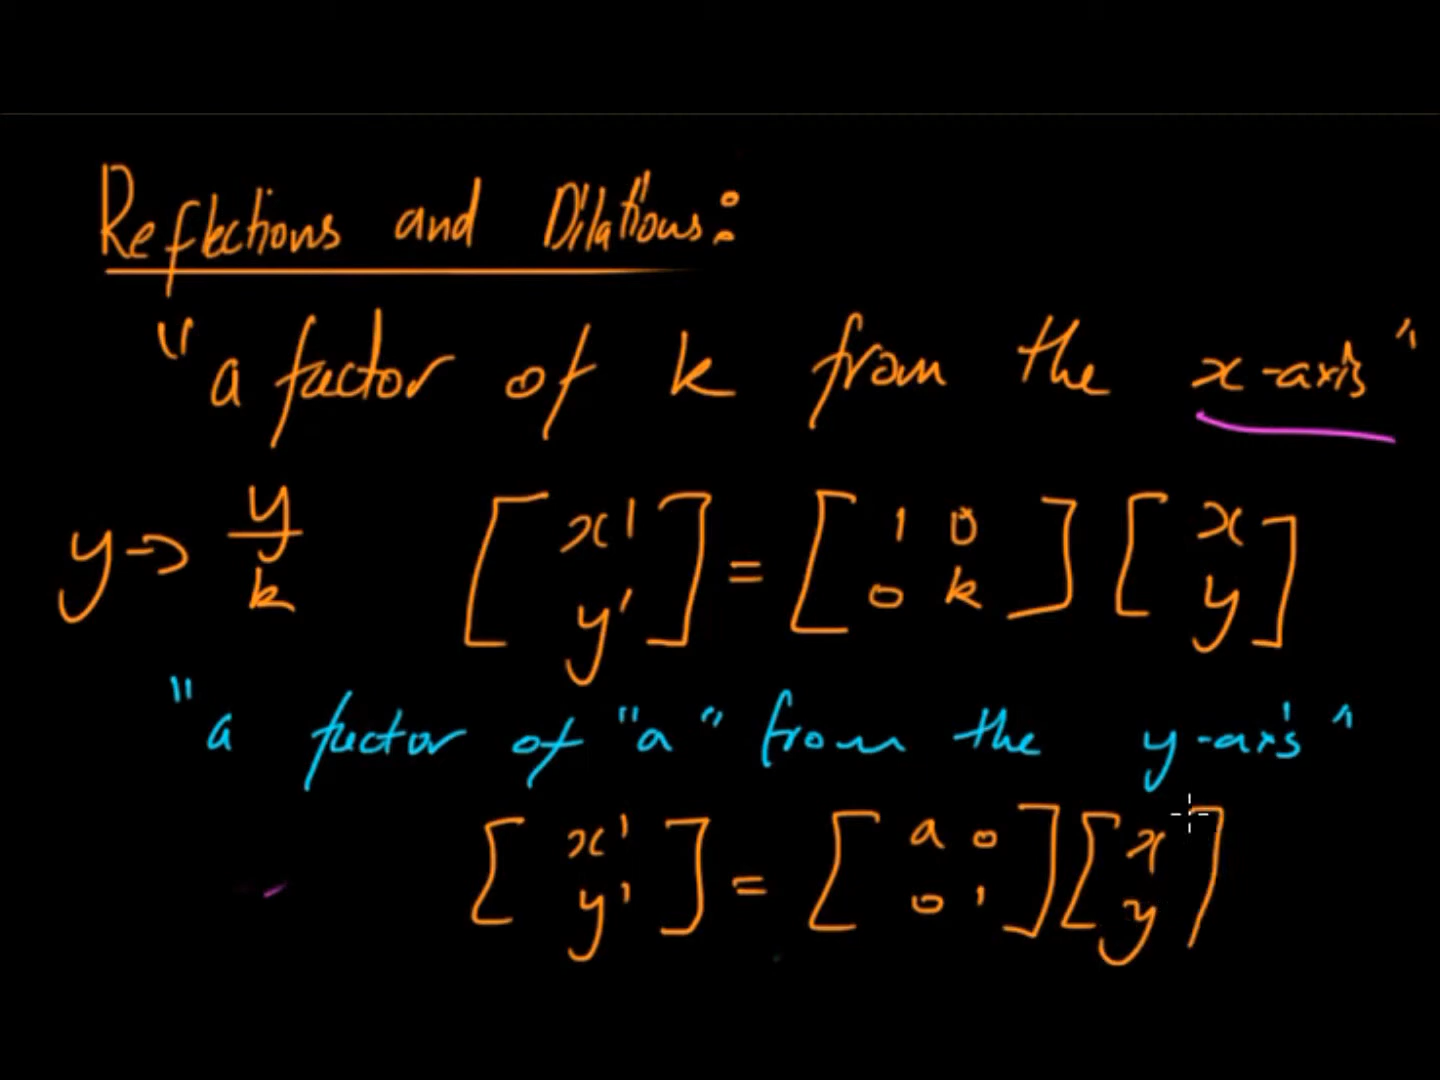 Reflections and Dilations:
"a factor of k from the x-axis"
y → y/k [x' y'] = [1 0 0 k] [x y]
"a factor of "a" from the y-axis"
[x' y'] = [a 0 0 1] [x y]